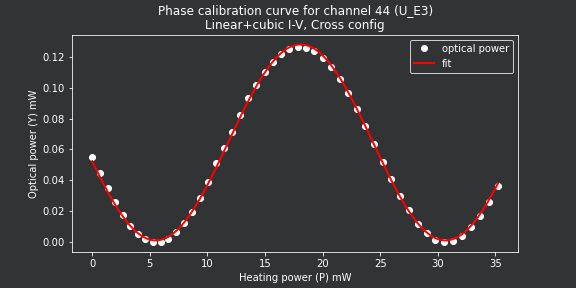 Phase calibration curve for channel 44 (U_E3)
Linear+cubic I-V, Cross config
optical power
fit
Optical power (Y) mW
0.12
0.10
0.08
0.06
0.04
0.02
0.00
0 5 10 15 20 25 30 35
Heating power (P) mW